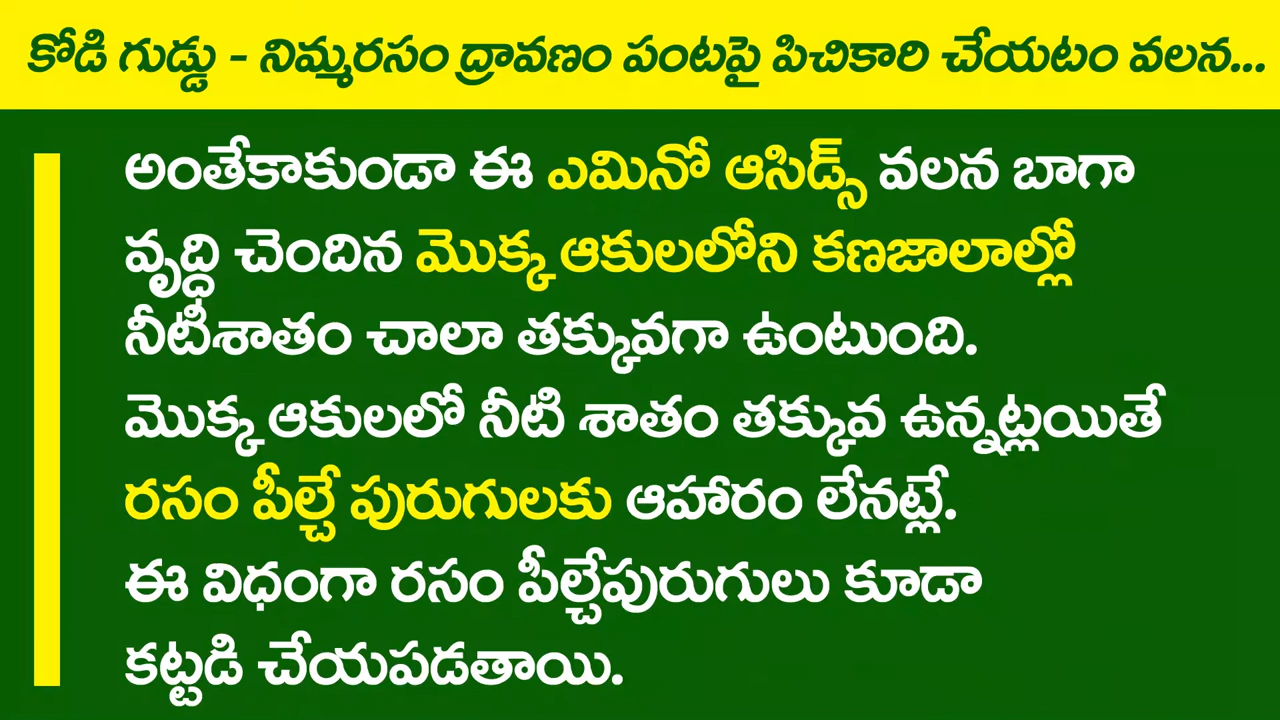 కోడి గుడ్డు - నిమ్మరసం ద్రావణం పంటపై పిచికారి చేయటం వలన...
అంతేకాకుండా ఈ ఎమినో ఆసిడ్స్ వలన బాగా
వృద్ధి చెందిన మొక్క ఆకులలోని కణజాలాల్లో
నీటిశాతం చాలా తక్కువగా ఉంటుంది.
మొక్క ఆకులలో నీటి శాతం తక్కువ ఉన్నట్లయితే
రసం పీల్చే పురుగులకు ఆహారం లేనట్లే.
ఈ విధంగా రసం పీల్చేపురుగులు కూడా
కట్టడి చేయపడతాయి.